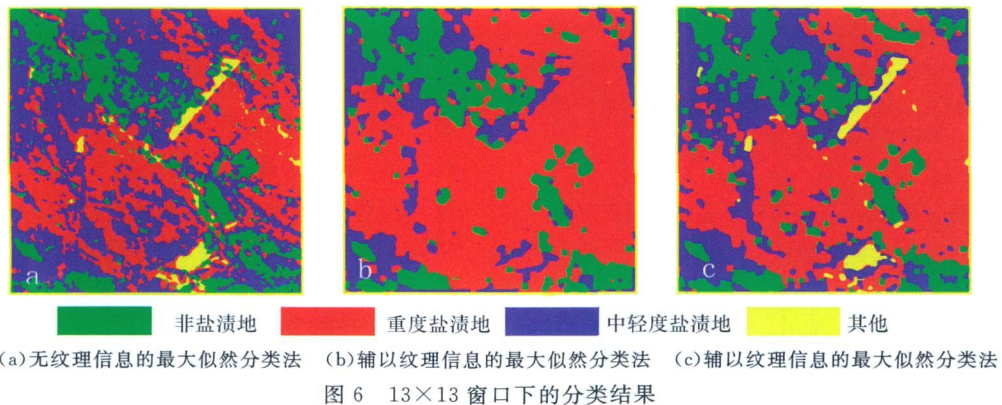 a b c
非盐渍地 重度盐渍地 中轻度盐渍地 其他
(a)无纹理信息的最大似然分类法 (b)辅以纹理信息的最大似然分类法 (c)辅以纹理信息的最大似然分类法
图 6 13×13 窗口下的分类结果